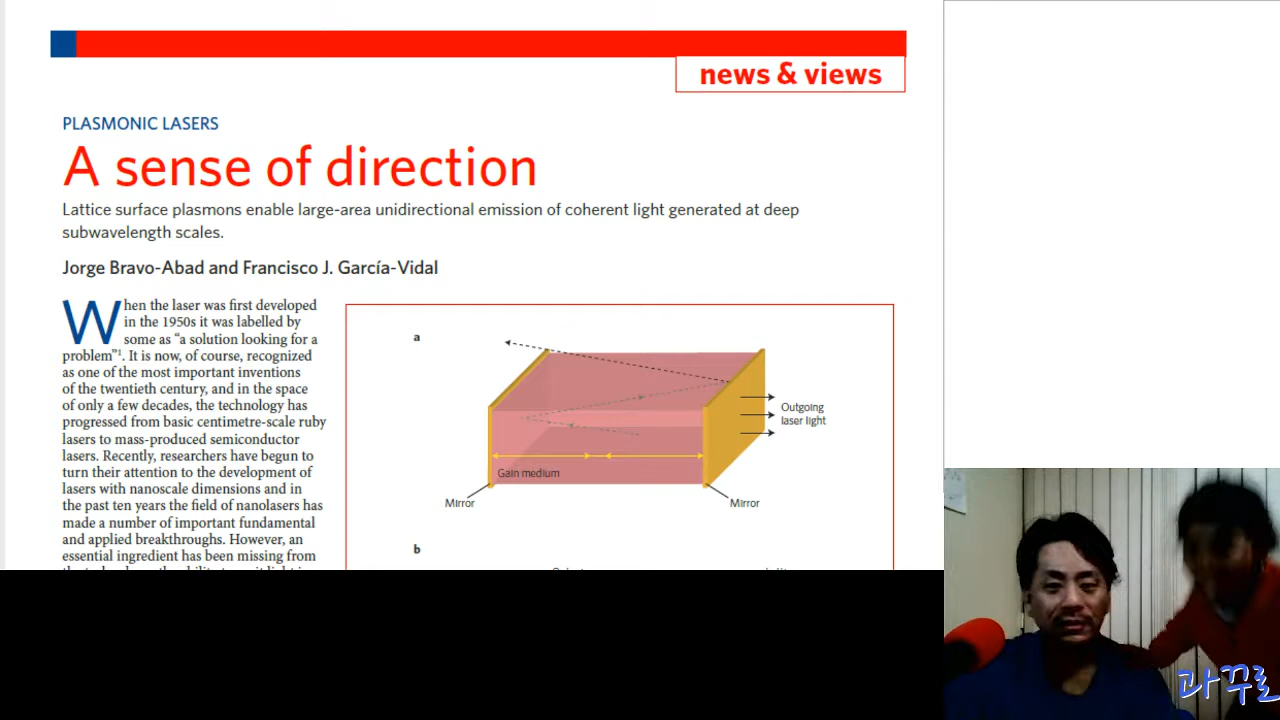 news & views
PLASMONIC LASERS
A sense of direction
Lattice surface plasmons enable large-area unidirectional emission of coherent light generated at deep
subwavelength scales.
Jorge Bravo-Abad and Francisco J. García-Vidal
When the laser was first developed
in the 1950s it was labelled by
some as “a solution looking for a
problem”1. It is now, of course, recognized
as one of the most important inventions
of the twentieth century, and in the space
of only a few decades, the technology has
progressed from basic centimetre-scale ruby
lasers to mass-produced semiconductor
lasers. Recently, researchers have begun to
turn their attention to the development of
lasers with nanoscale dimensions and in
the past ten years the field of nanolasers has
made a number of important fundamental
and applied breakthroughs. However, an
essential ingredient has been missing from
a
Outgoing
laser light
Gain medium
Mirror
Mirror
b
과꾸로